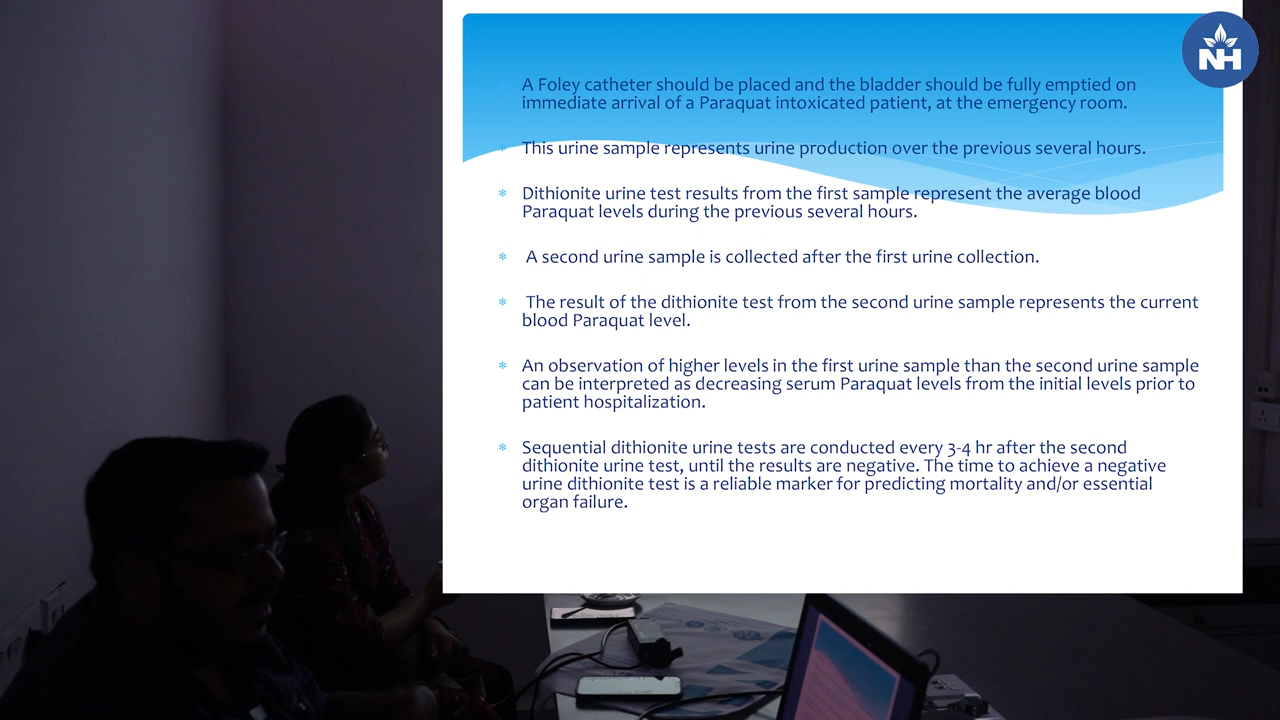 NH
A Foley catheter should be placed and the bladder should be fully emptied on
immediate arrival of a Paraquat intoxicated patient, at the emergency room.
This urine sample represents urine production over the previous several hours.
* Dithionite urine test results from the first sample represent the average blood
Paraquat levels during the previous several hours.
* A second urine sample is collected after the first urine collection.
* The result of the dithionite test from the second urine sample represents the current
blood Paraquat level.
* An observation of higher levels in the first urine sample than the second urine sample
can be interpreted as decreasing serum Paraquat levels from the initial levels prior to
patient hospitalization.
* Sequential dithionite urine tests are conducted every 3-4 hr after the second
dithionite urine test, until the results are negative. The time to achieve a negative
urine dithionite test is a reliable marker for predicting mortality and/or essential
organ failure.